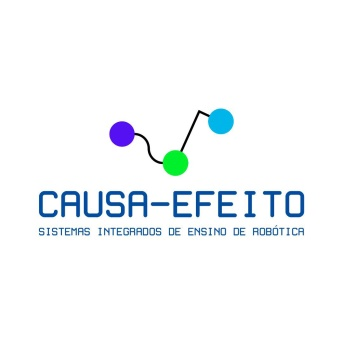 CAUSA-EFEITO
SISTEMAS INTEGRADOS DE ENSINO DE ROBÓTICA